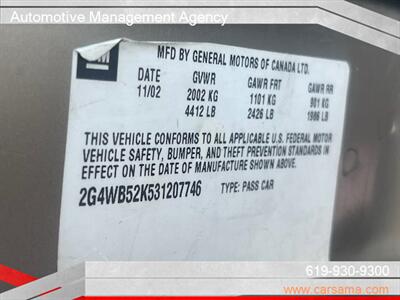 Automotive Management Agency
GM
MFD BY GENERAL MOTORS OF CANADA LTD.
DATE GVWR GAWR FRT GAWR RR
11/02 2002 KG 1101 KG 901 KG
4412 LB 2426 LB 1986 LB
THIS VEHICLE CONFORMS TO ALL APPLICABLE U.S. FEDERAL MOTOR
VEHICLE SAFETY, BUMPER, AND THEFT PREVENTION STANDARDS
IN EFFECT ON THE DATE OF MANUFACTURE SHOWN ABOVE.
2G4WB52K531207746 TYPE: PASS CAR
619-930-9300
www.carsama.com